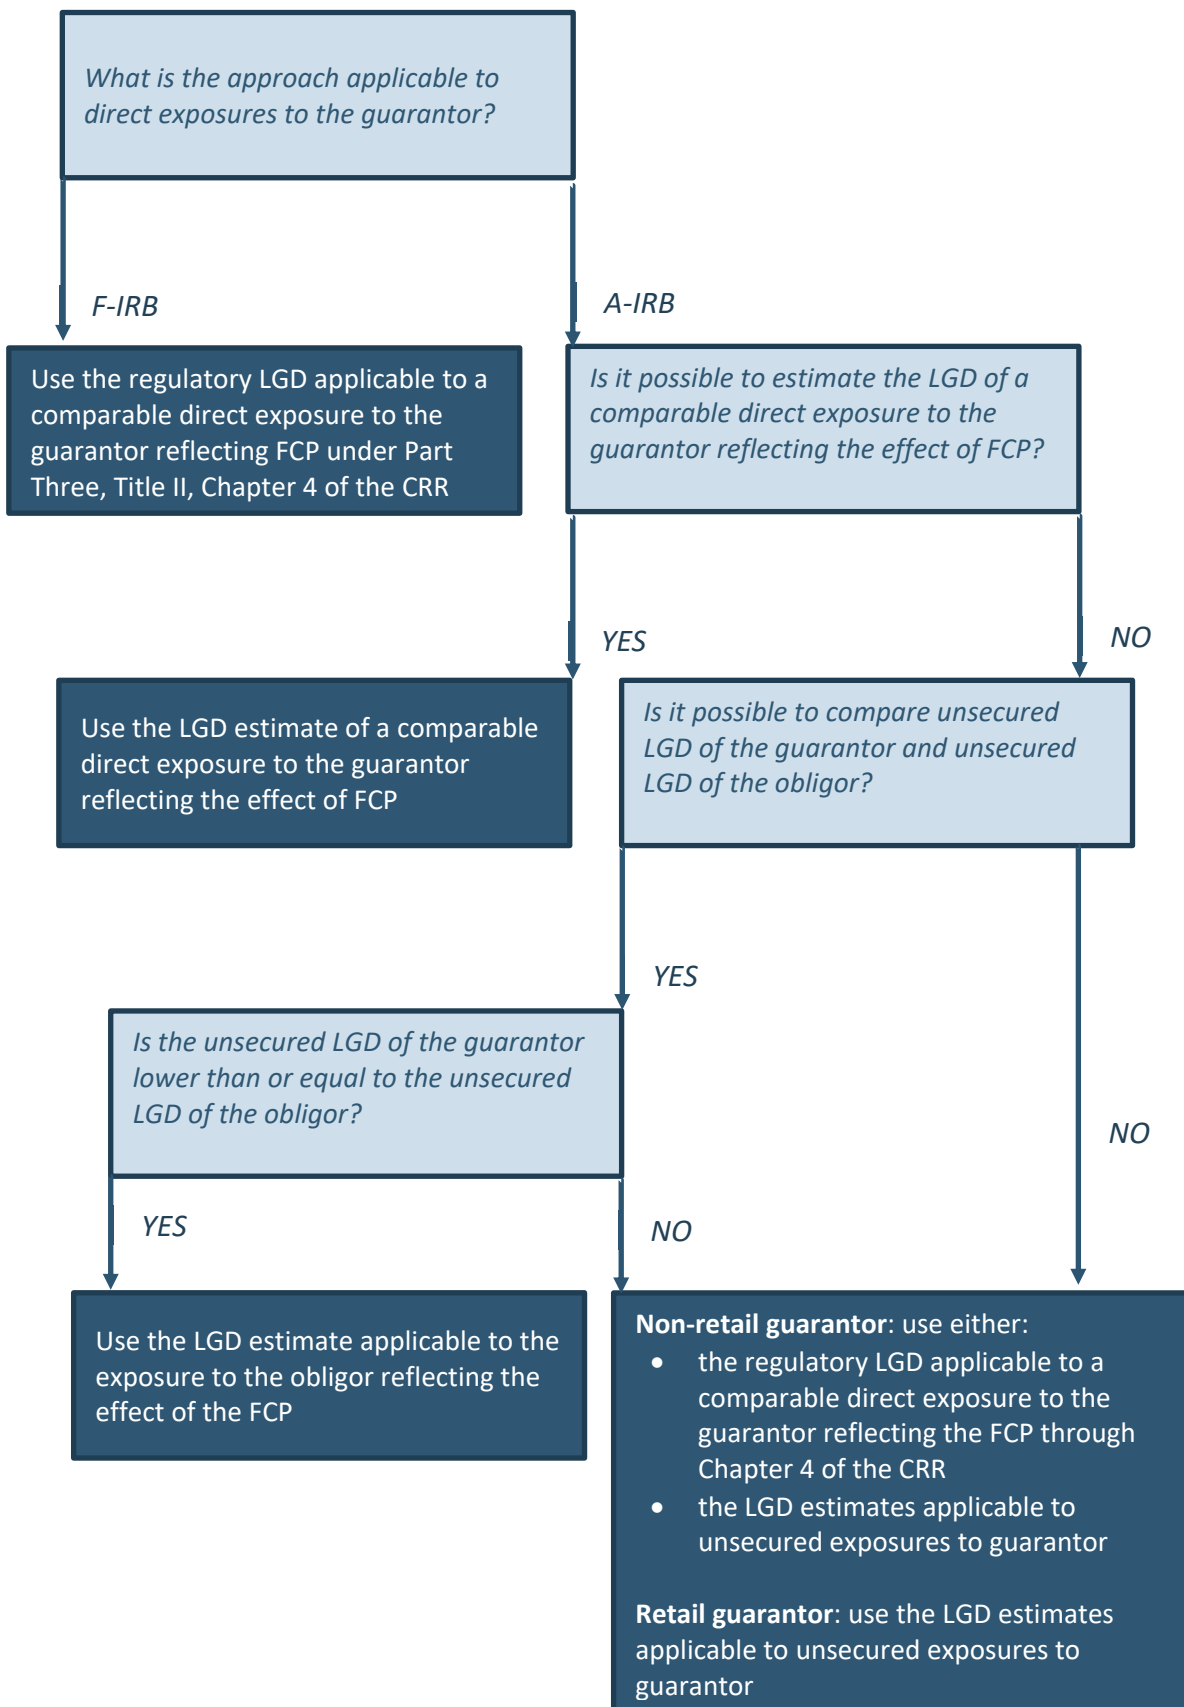 What is the approach applicable to
direct exposures to the guarantor?
F-IRB
A-IRB
Use the regulatory LGD applicable to a
comparable direct exposure to the
guarantor reflecting FCP under Part
Three, Title II, Chapter 4 of the CRR
Is it possible to estimate the LGD of a
comparable direct exposure to the
guarantor reflecting the effect of FCP?
YES
NO
Use the LGD estimate of a comparable
direct exposure to the guarantor
reflecting the effect of FCP
Is it possible to compare unsecured
LGD of the guarantor and unsecured
LGD of the obligor?
YES
NO
Is the unsecured LGD of the guarantor
lower than or equal to the unsecured
LGD of the obligor?
YES
NO
Use the LGD estimate applicable to the
exposure to the obligor reflecting the
effect of the FCP
Non-retail guarantor: use either:
• the regulatory LGD applicable to a
comparable direct exposure to the
guarantor reflecting the FCP through
Chapter 4 of the CRR
• the LGD estimates applicable to
unsecured exposures to guarantor
Retail guarantor: use the LGD estimates
applicable to unsecured exposures to
guarantor